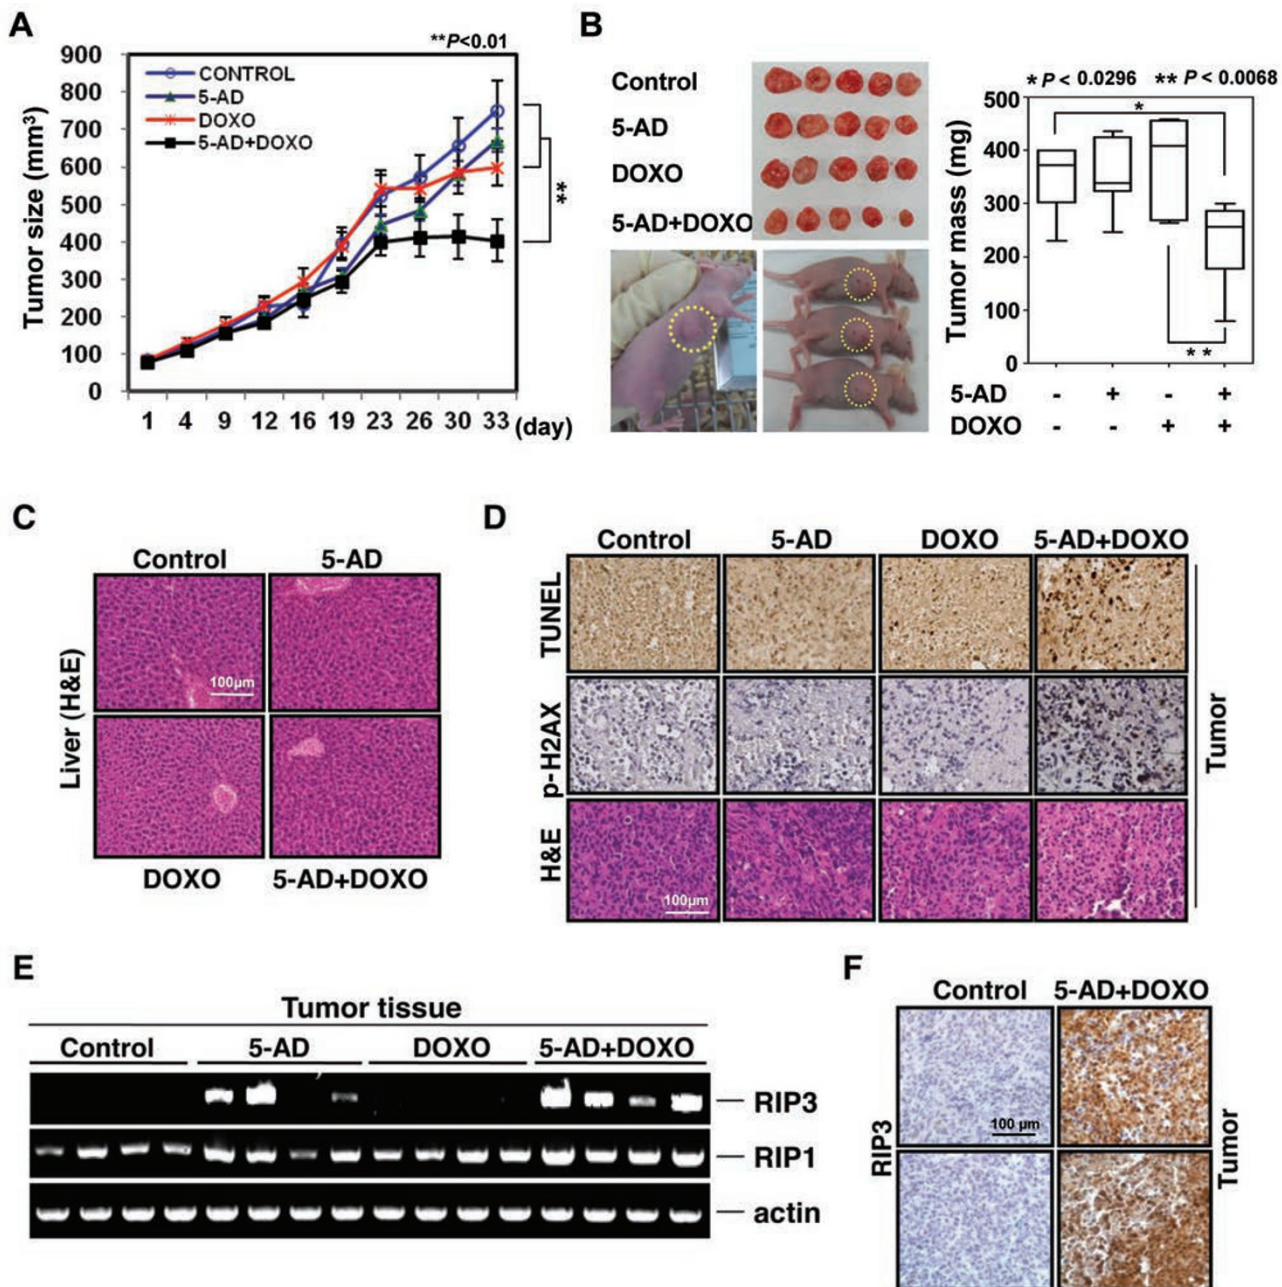 A
**P<0.01
900
800
700
600
500
400
300
200
100
0
Tumor size (mm³)
CONTROL
5-AD
DOXO
5-AD+DOXO
**
1 4 9 12 16 19 23 26 30 33 (day)
B
Control
5-AD
DOXO
5-AD+DOXO
* P < 0.0296 ** P < 0.0068
500
400
300
200
100
0
Tumor mass (mg)
*
**
5-AD - + - +
DOXO - - + +
C
Control 5-AD
Liver (H&E)
100μm
DOXO 5-AD+DOXO
D
Control 5-AD DOXO 5-AD+DOXO
TUNEL
p-H2AX
H&E
100μm
Tumor
E
Tumor tissue
Control 5-AD DOXO 5-AD+DOXO
RIP3
RIP1
actin
F
Control 5-AD+DOXO
100 μm
RIP3
Tumor